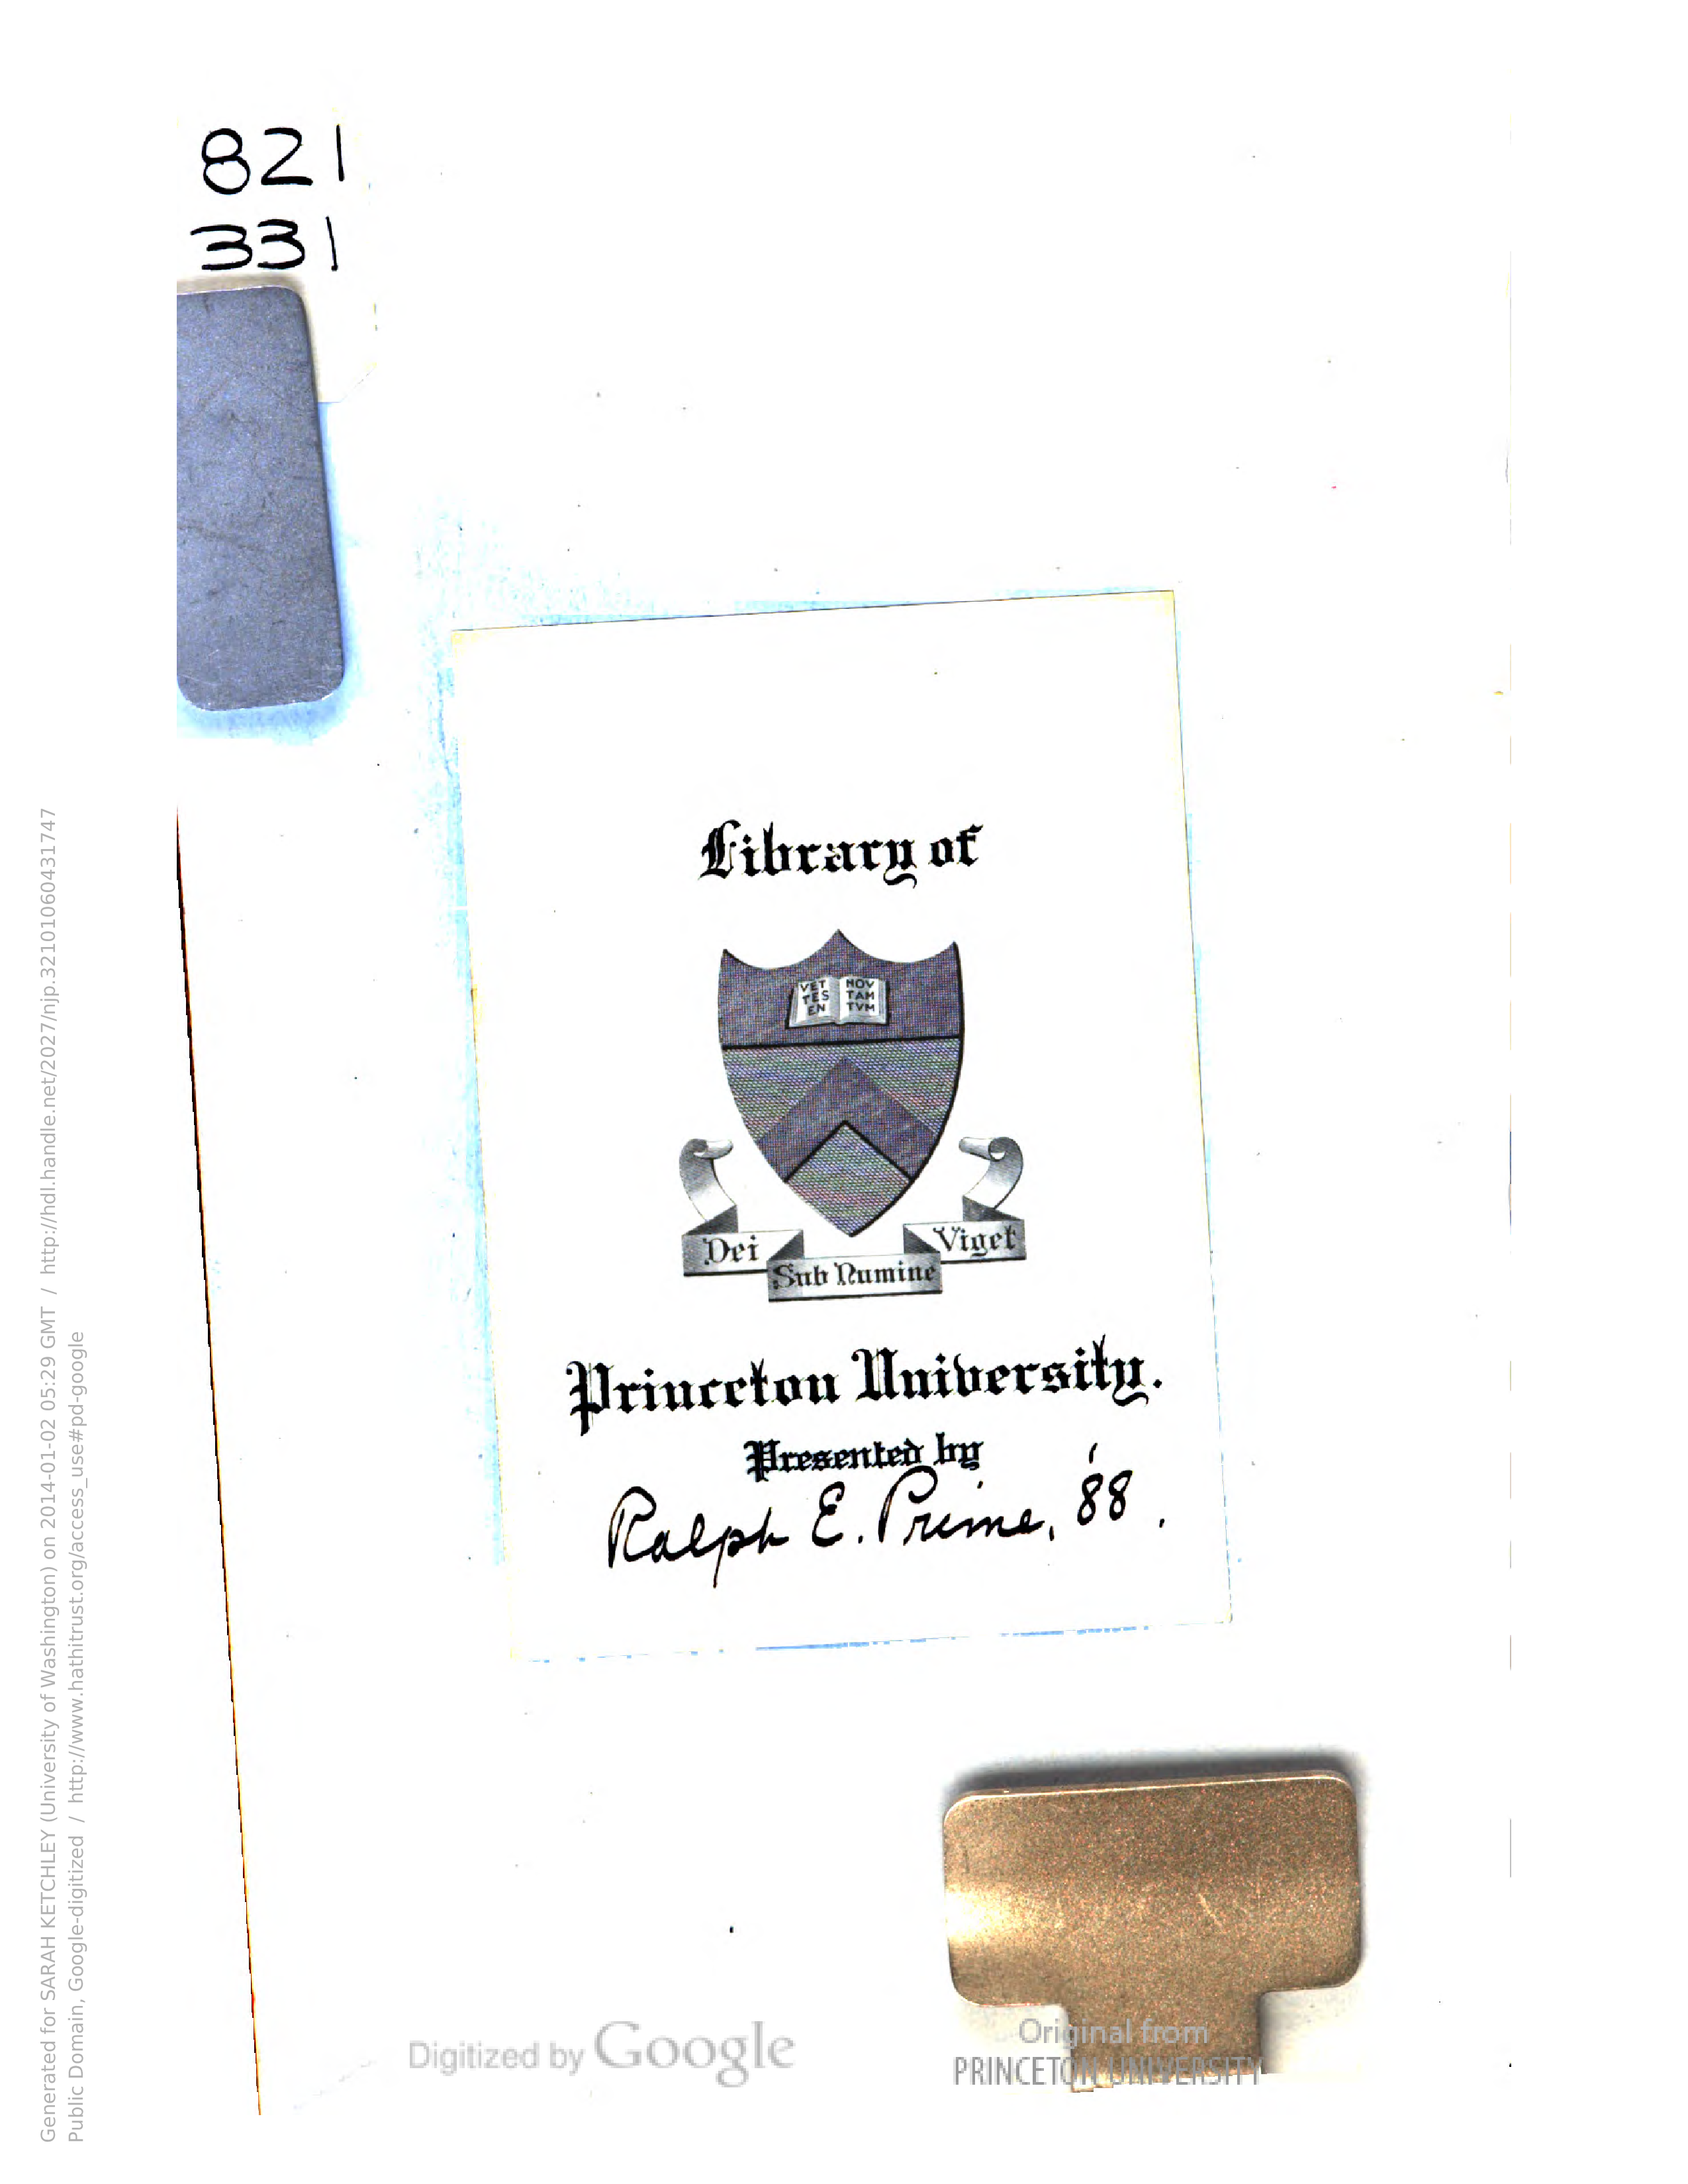 821
331
Library of
VET NOV
TES TAM
EN TVM
Dei
Sub Numine
Viget
Princeton University.
Presented by
Ralph E. Prime, '88.
Digitized by Google
Original from
PRINCETON UNIVERSITY
Generated for SARAH KETCHLEY (University of Washington) on 2014-01-02 05:29 GMT / http://hdl.handle.net/2027/njp.32101060431747
Public Domain, Google-digitized / http://www.hathitrust.org/access_use#pd-google